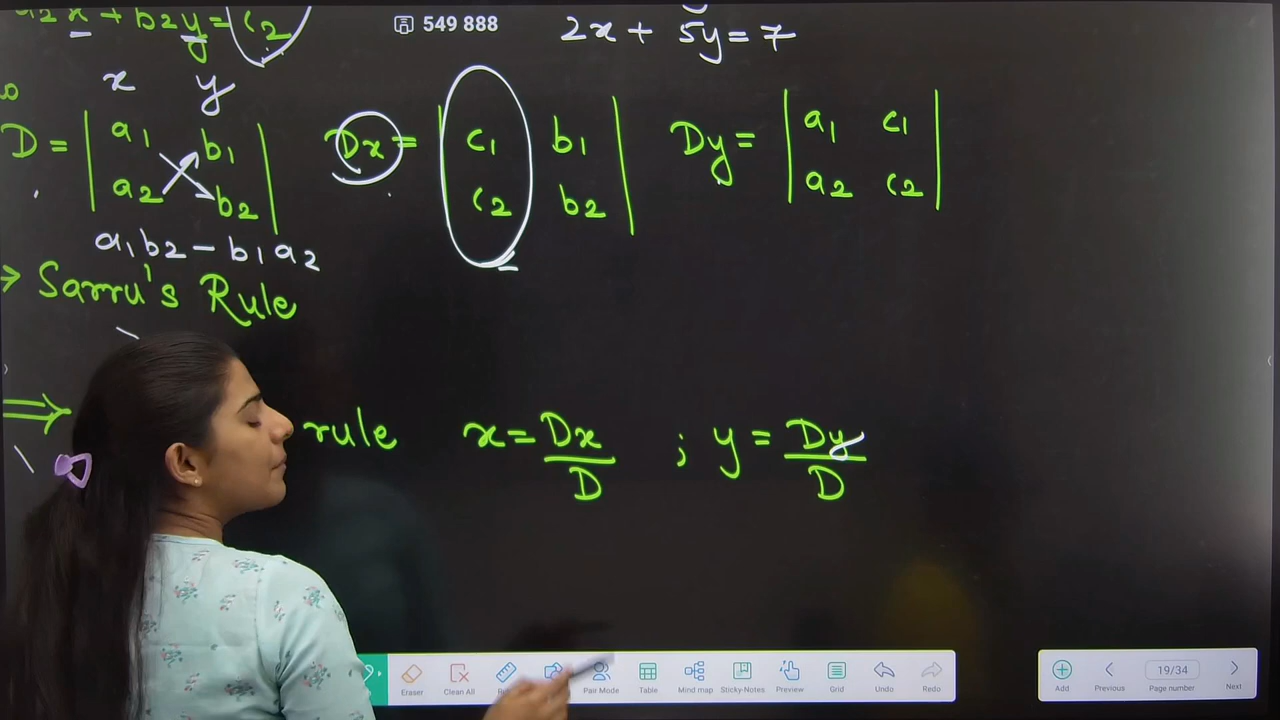 a2x + b2y = c2
549 888
2x + 5y = 7
x y
D = | a1 b1 | Dx = | c1 b1 | Dy = | a1 c1 |
| a2 b2 | | c2 b2 | | a2 c2 |
a1b2 - b1a2
→ Sarru's Rule
⇒ rule x = Dx/D ; y = Dy/D
Eraser Clean All Pair Mode Table Mind map Sticky-Notes Preview Grid Undo Redo
Add Previous 19/34 Page number Next